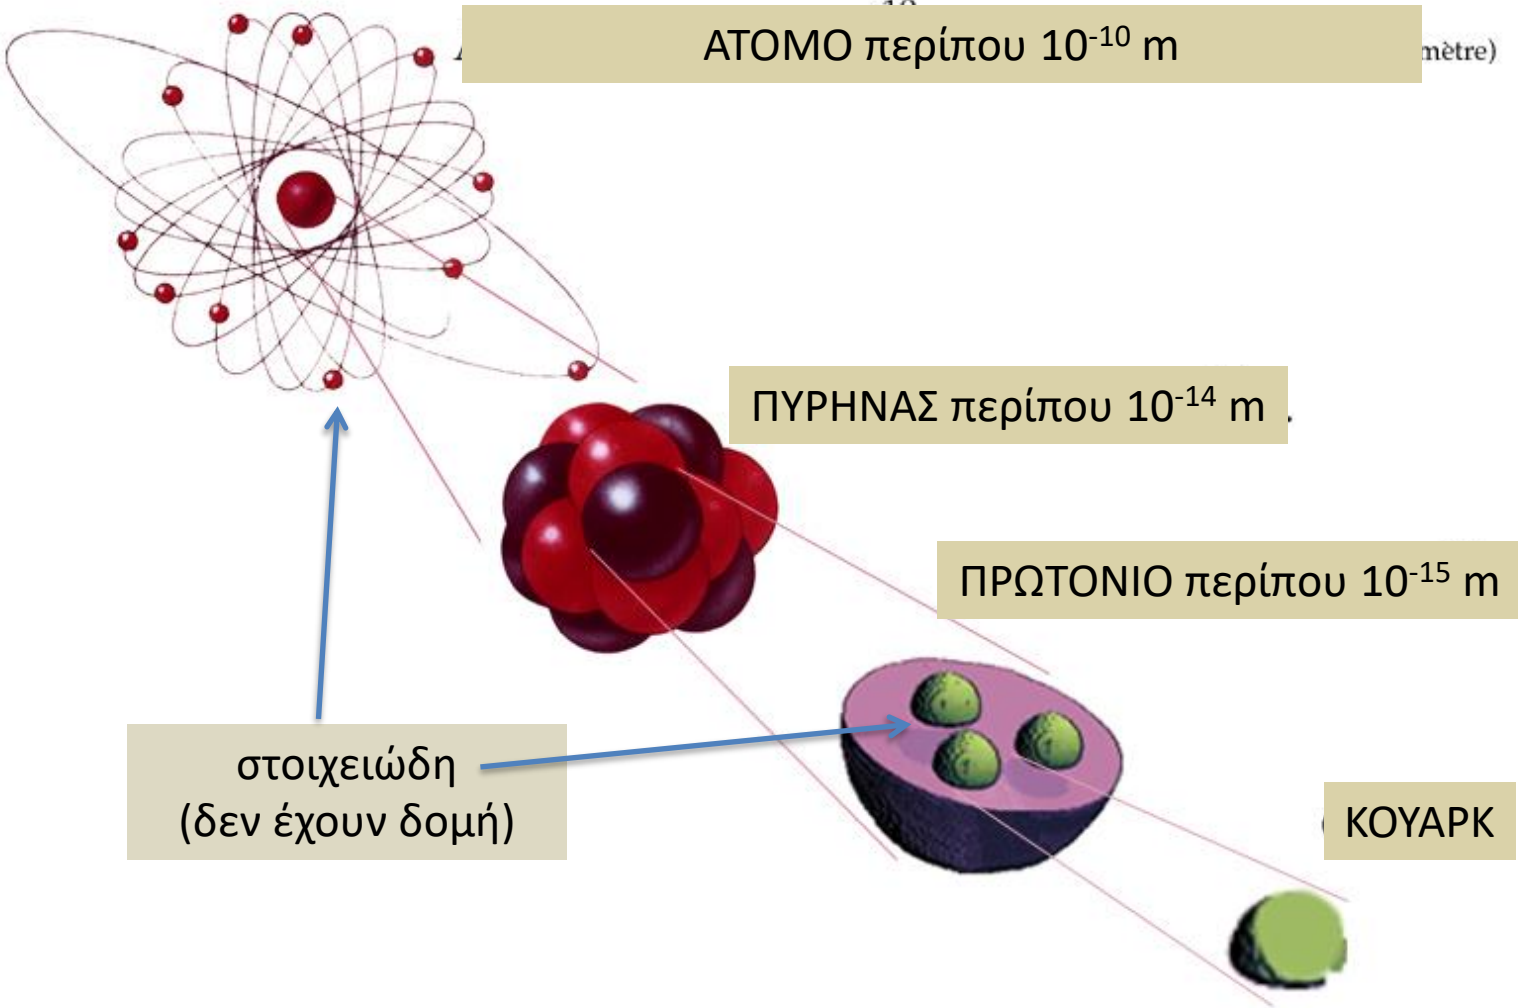 ΑΤΟΜΟ περίπου 10⁻¹⁰ m
mètre)
ΠΥΡΗΝΑΣ περίπου 10⁻¹⁴ m
ΠΡΩΤΟΝΙΟ περίπου 10⁻¹⁵ m
στοιχειώδη
(δεν έχουν δομή)
ΚΟΥΑΡΚ